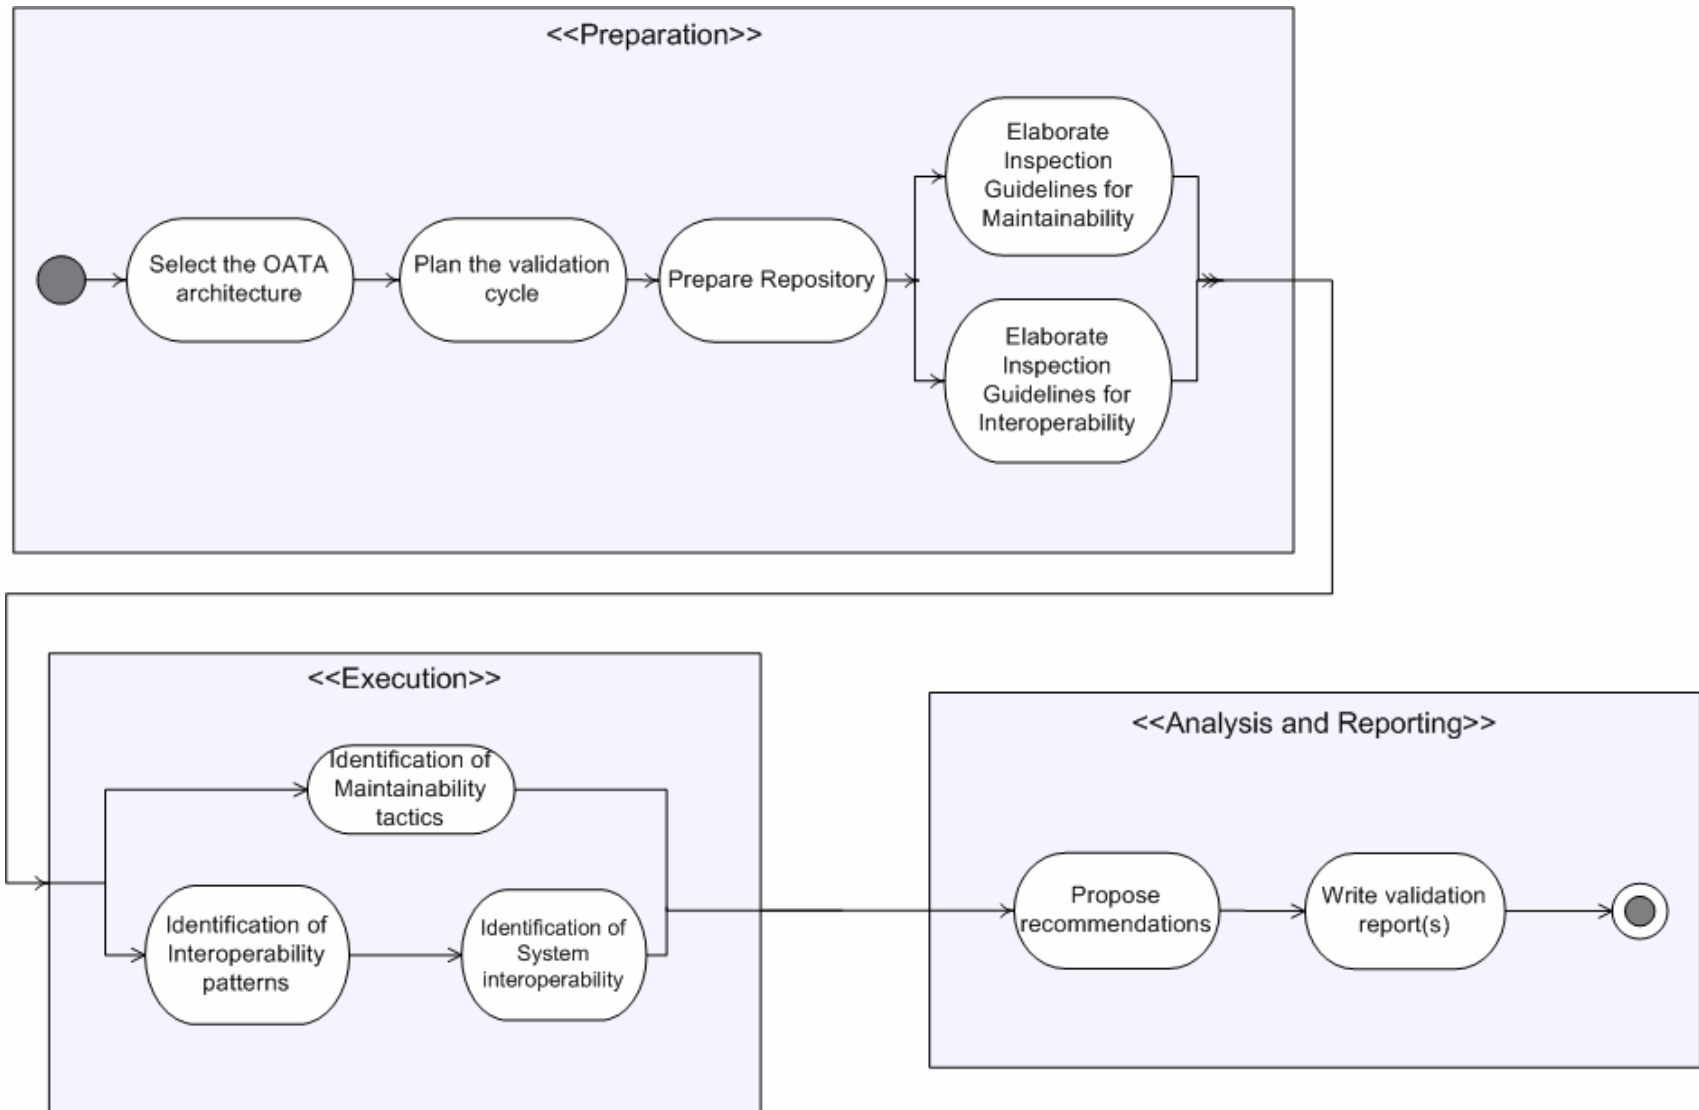 <<Preparation>>
Elaborate
Inspection
Guidelines for
Maintainability
Select the OATA
architecture
Plan the validation
cycle
Prepare Repository
Elaborate
Inspection
Guidelines for
Interoperability
<<Execution>>
Identification of
Maintainability
tactics
Identification of
Interoperability
patterns
Identification of
System
interoperability
<<Analysis and Reporting>>
Propose
recommendations
Write validation
report(s)